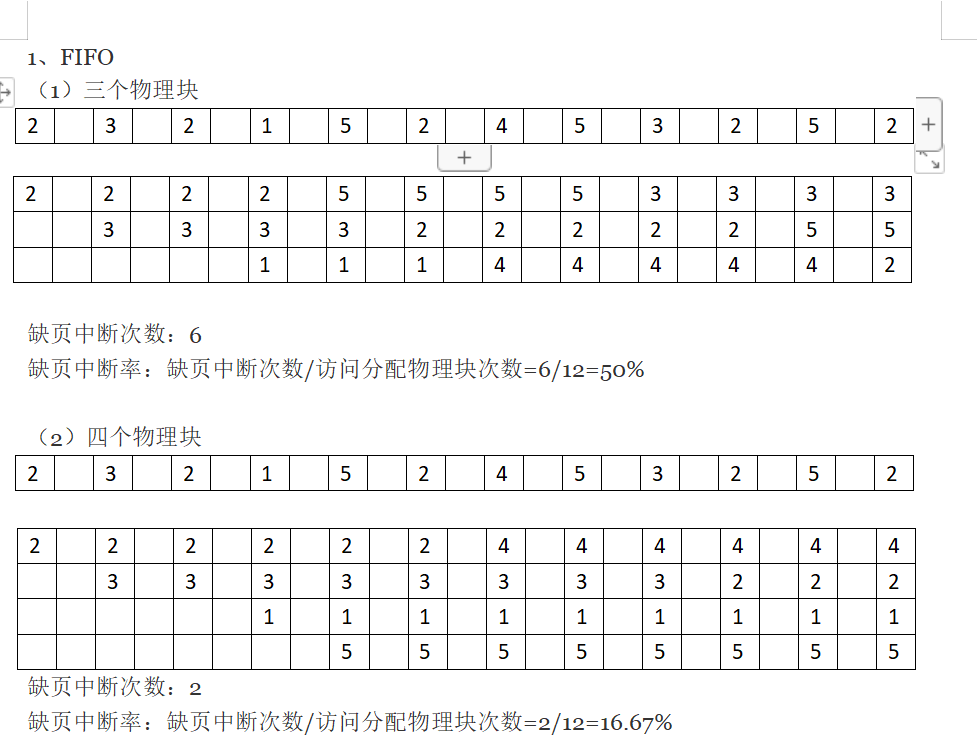 1、FIFO
（1）三个物理块
2 3 2 1 5 2 4 5 3 2 5 2
2 2 2 2 5 5 5 5 3 3 3 3
3 3 3 3 2 2 2 2 2 5 5
1 1 1 4 4 4 4 4 2
缺页中断次数：6
缺页中断率：缺页中断次数/访问分配物理块次数=6/12=50%
（2）四个物理块
2 3 2 1 5 2 4 5 3 2 5 2
2 2 2 2 2 2 4 4 4 4 4 4
3 3 3 3 3 3 3 3 2 2 2
1 1 1 1 1 1 1 1 1
5 5 5 5 5 5 5 5
缺页中断次数：2
缺页中断率：缺页中断次数/访问分配物理块次数=2/12=16.67%